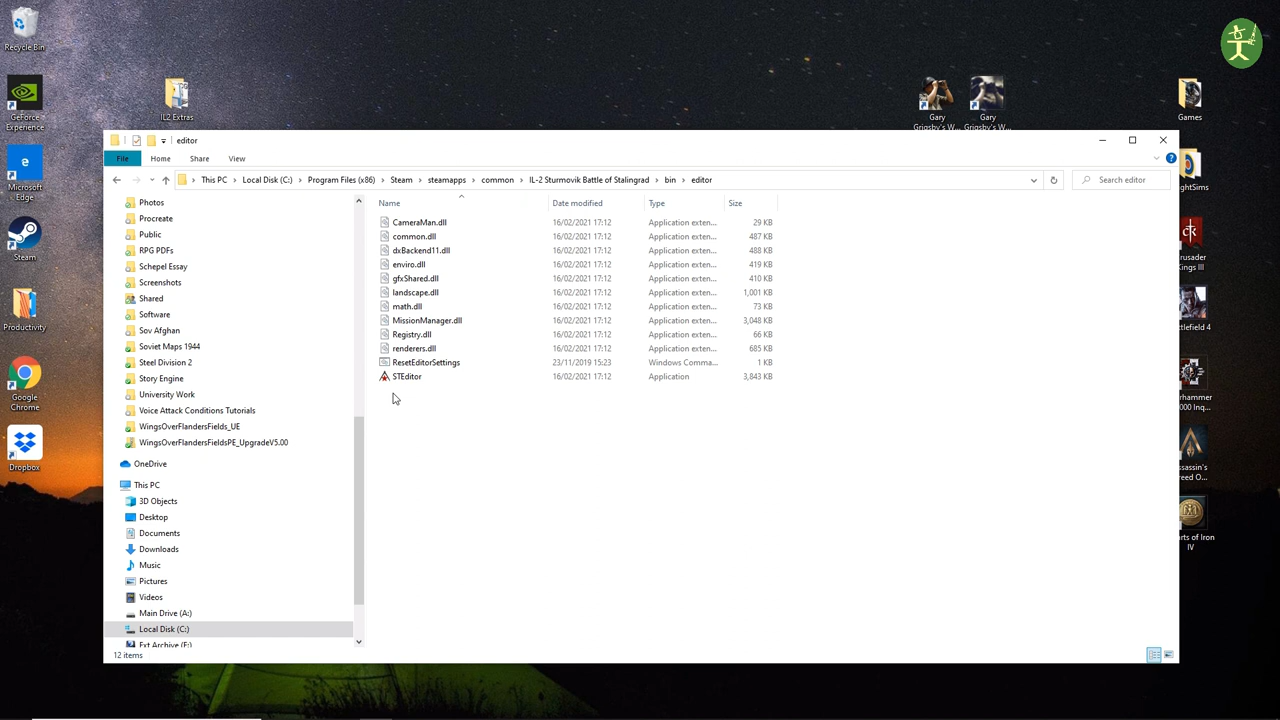 Recycle Bin
GeForce
Experience
Microsoft
Edge
Steam
Productivity
Google
Chrome
Dropbox
IL2 Extras
Gary
Grigsby's W...
Gary
Grigsby's W...
Games
ghtSims
rusader
Kings III
ttlefield 4
rhammer
000 Inq...
ssassin's
reed O...
rts of Iron
IV
editor
File Home Share View
This PC Local Disk (C:) Program Files (x86) Steam steamapps common IL-2 Sturmovik Battle of Stalingrad bin editor
Search editor
Photos
Procreate
Public
RPG PDFs
Schepel Essay
Screenshots
Shared
Software
Sov Afghan
Soviet Maps 1944
Steel Division 2
Story Engine
University Work
Voice Attack Conditions Tutorials
WingsOverFlandersFields_UE
WingsOverFlandersFieldsPE_UpgradeV5.00
OneDrive
This PC
3D Objects
Desktop
Documents
Downloads
Music
Pictures
Videos
Main Drive (A:)
Local Disk (C:)
Ext Archive (F:)
Name Date modified Type Size
CameraMan.dll 16/02/2021 17:12 Application exten... 29 KB
common.dll 16/02/2021 17:12 Application exten... 487 KB
dxBackend11.dll 16/02/2021 17:12 Application exten... 488 KB
enviro.dll 16/02/2021 17:12 Application exten... 419 KB
gfxShared.dll 16/02/2021 17:12 Application exten... 410 KB
landscape.dll 16/02/2021 17:12 Application exten... 1,001 KB
math.dll 16/02/2021 17:12 Application exten... 73 KB
MissionManager.dll 16/02/2021 17:12 Application exten... 3,048 KB
Registry.dll 16/02/2021 17:12 Application exten... 66 KB
renderers.dll 16/02/2021 17:12 Application exten... 685 KB
ResetEditorSettings 23/11/2019 15:23 Windows Comma... 1 KB
STEditor 16/02/2021 17:12 Application 3,843 KB
12 items